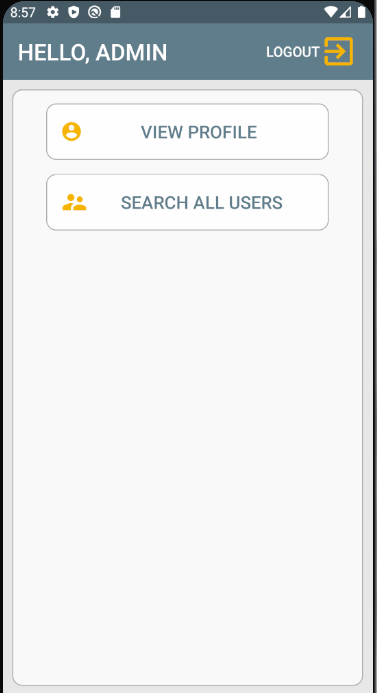 8:57
HELLO, ADMIN
LOGOUT
VIEW PROFILE
SEARCH ALL USERS